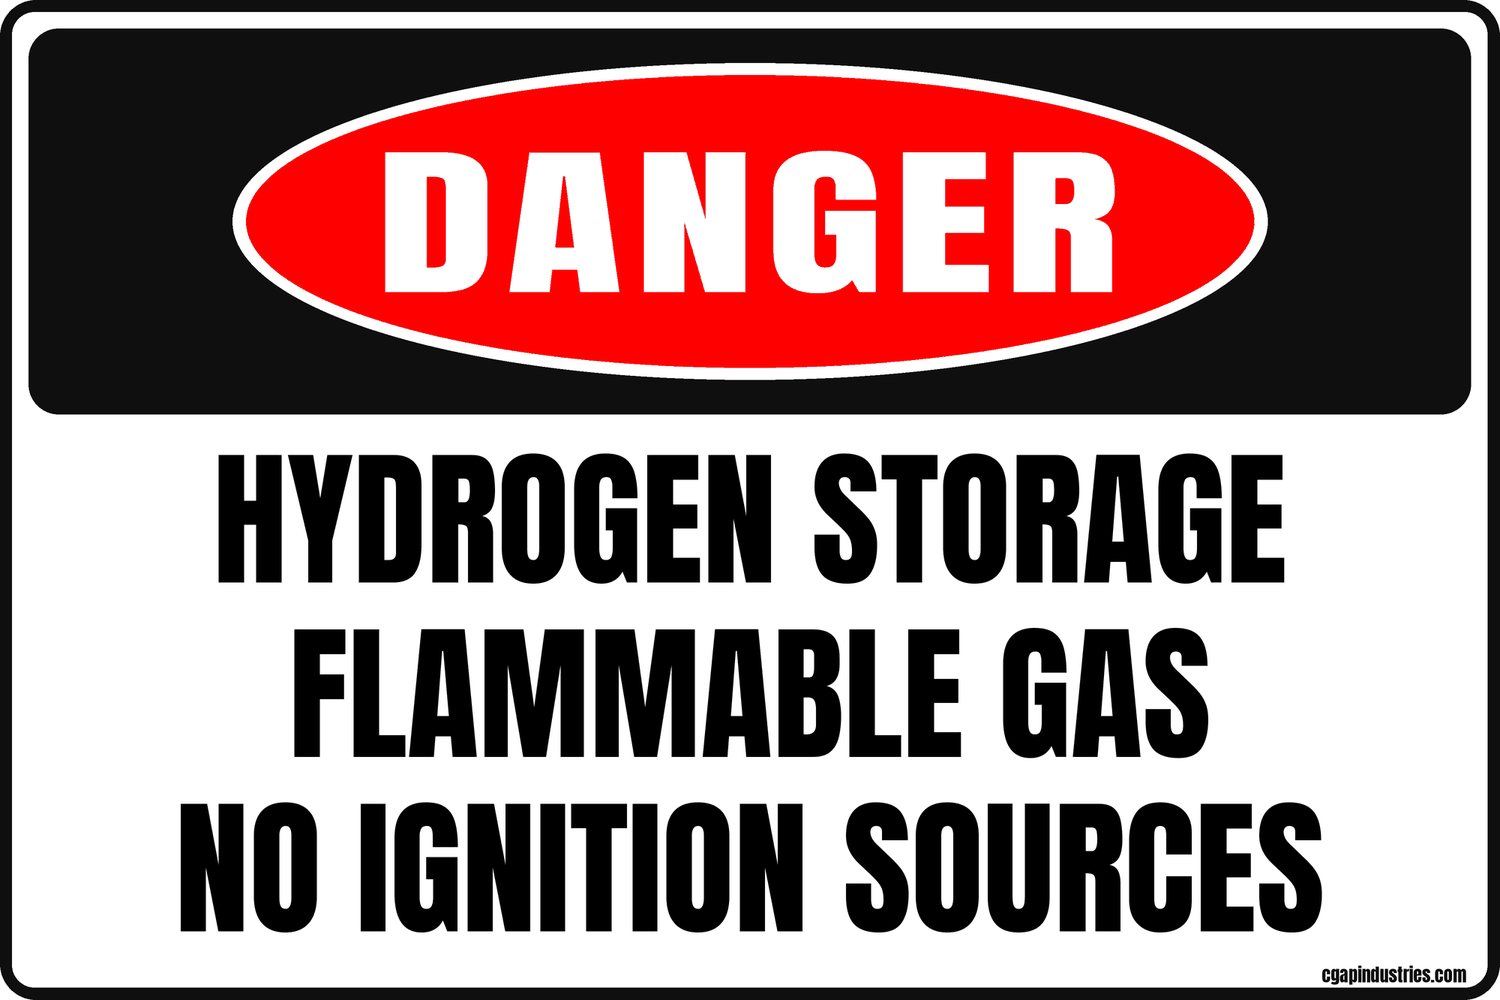 DANGER
HYDROGEN STORAGE
FLAMMABLE GAS
NO IGNITION SOURCES
cgapindustries.com